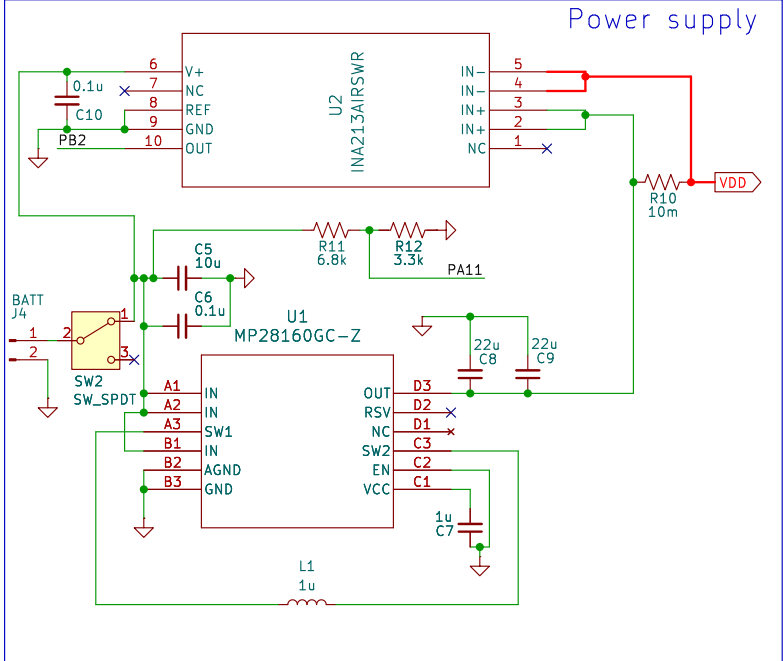 Power supply
6 V+ IN- 5
0.1u 7 NC IN- 4
C10 8 REF IN+ 3
9 GND IN+ 2
PB2 10 OUT NC 1
U2
INA213AIRSWR
VDD
R10
10m
R11 R12
6.8k 3.3k
PA11
C5
10u
C6
0.1u
BATT
J4
1
2
1
2
3
SW2
SW_SPDT
U1
MP28160GC-Z
22u
C8
22u
C9
A1 IN OUT D3
A2 IN RSV D2
A3 SW1 NC D1
B1 IN SW2 C3
B2 AGND EN C2
B3 GND VCC C1
1u
C7
L1
1u